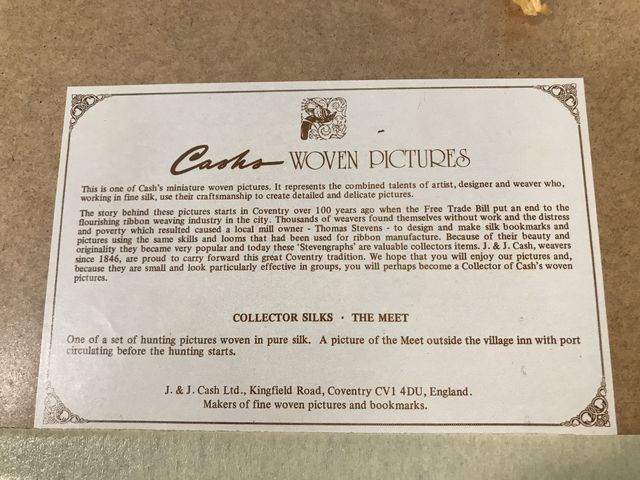 Cash's WOVEN PICTURES
This is one of Cash's miniature woven pictures. It represents the combined talents of artist, designer and weaver who,
working in fine silk, use their craftsmanship to create detailed and delicate pictures.
The story behind these pictures starts in Coventry over 100 years ago when the Free Trade Bill put an end to the
flourishing ribbon weaving industry in the city. Thousands of weavers found themselves without work and the distress
and poverty which resulted caused a local mill owner - Thomas Stevens - to design and make silk bookmarks and
pictures using the same skills and looms that had been used for ribbon manufacture. Because of their beauty and
originality they became very popular and today these 'Stevengraphs' are valuable collectors items. J. & J. Cash, weavers
since 1846, are proud to carry forward this great Coventry tradition. We hope that you will enjoy our pictures and,
because they are small and look particularly effective in groups, you will perhaps become a Collector of Cash's woven
pictures.
COLLECTOR SILKS · THE MEET
One of a set of hunting pictures woven in pure silk. A picture of the Meet outside the village inn with port
circulating before the hunting starts.
J. & J. Cash Ltd., Kingfield Road, Coventry CV1 4DU, England.
Makers of fine woven pictures and bookmarks.